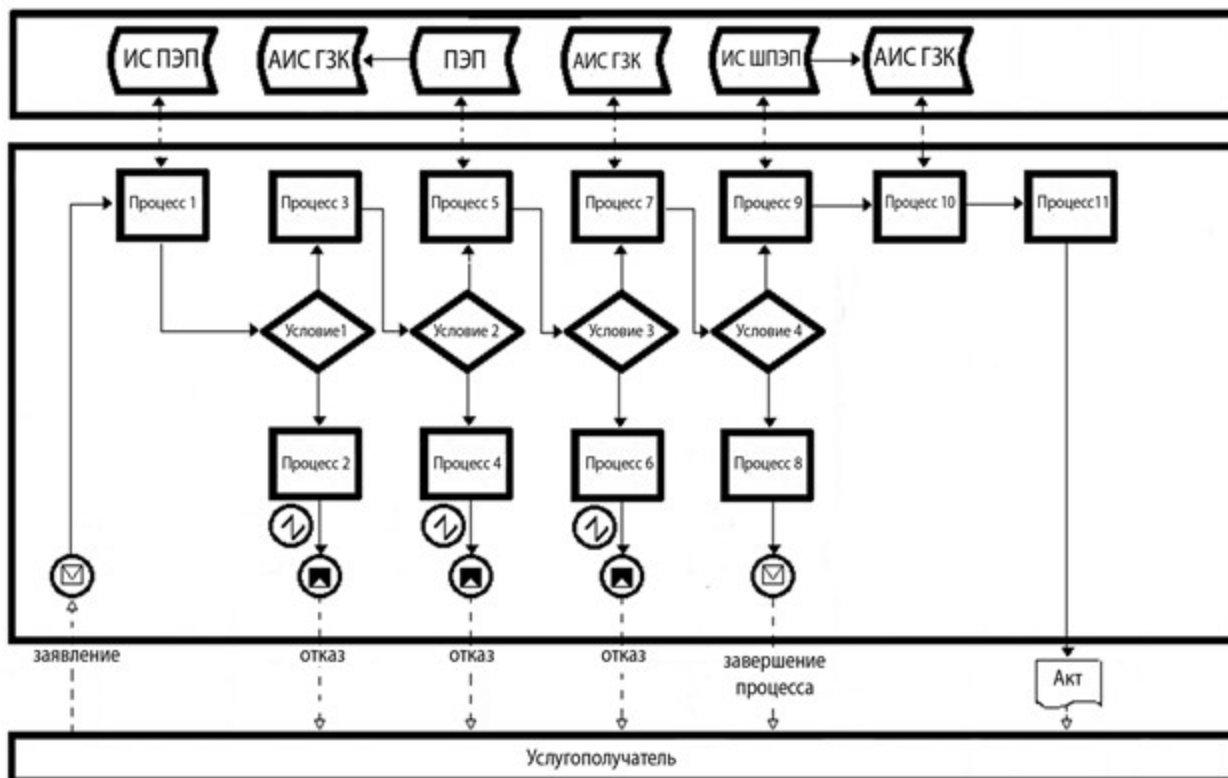 ИС ПЭП
АИС ГЗК
ПЭП
АИС ГЗК
ИС ШПЭП
АИС ГЗК
Процесс 1
Процесс 3
Процесс 5
Процесс 7
Процесс 9
Процесс 10
Процесс11
Условие1
Условие 2
Условие 3
Условие 4
Процесс 2
Процесс 4
Процесс 6
Процесс 8
заявление
отказ
отказ
отказ
завершение
процесса
Акт
Услугополучатель